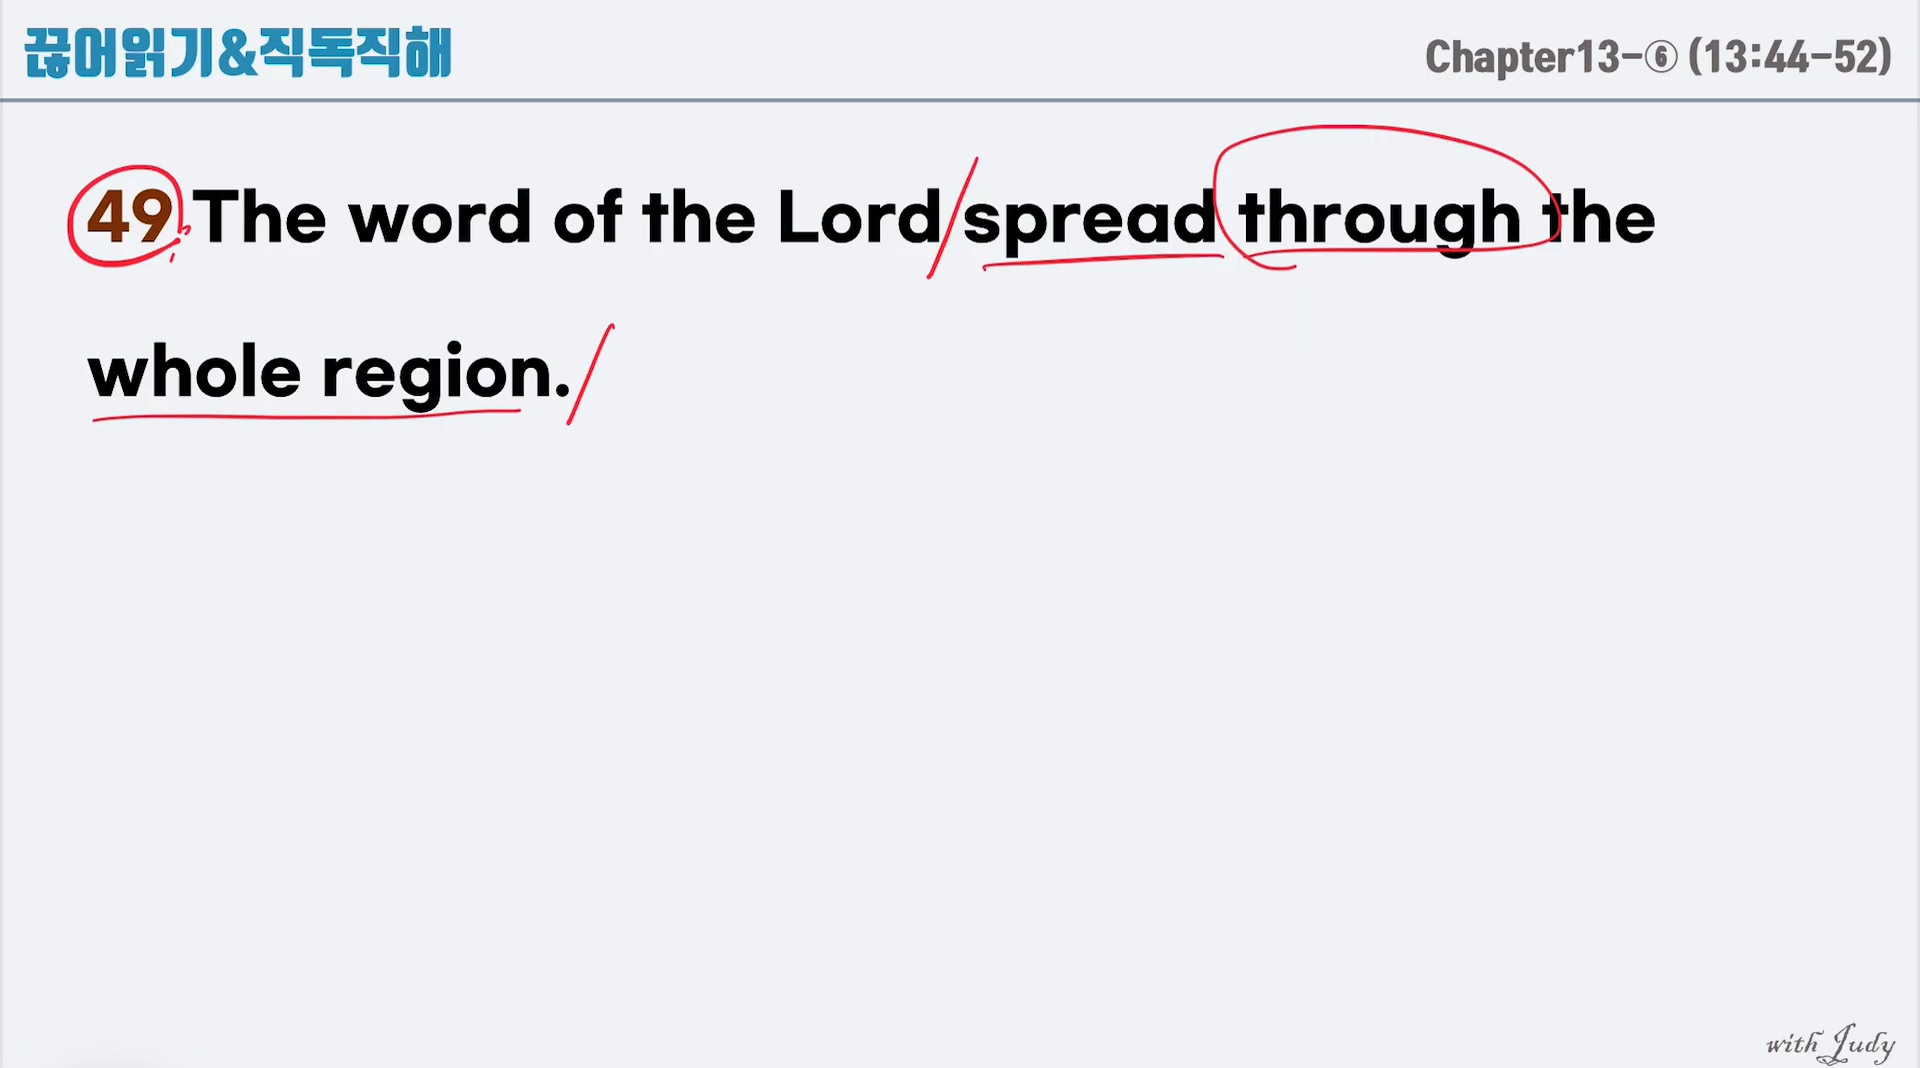 끊어읽기&직독직해
Chapter13-⑥ (13:44-52)
49 The word of the Lord spread through the
whole region.
with Judy